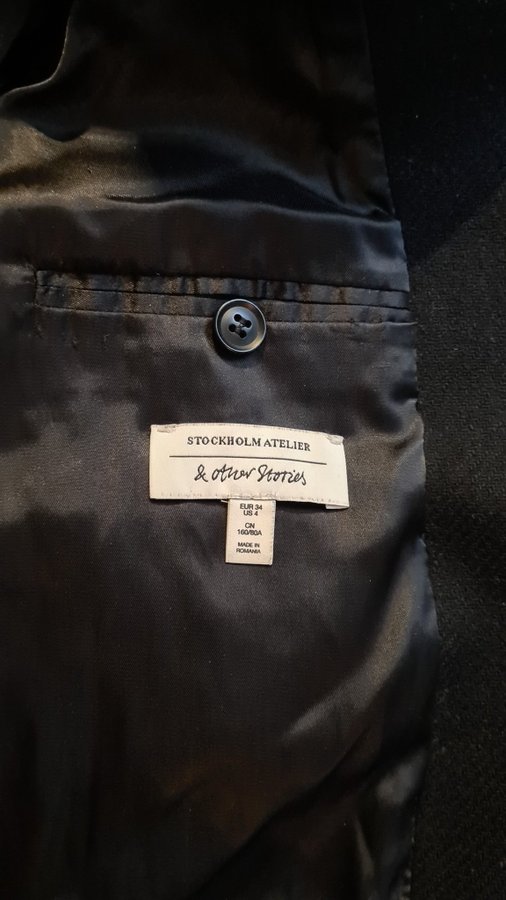 STOCKHOLM ATELIER
& other Stories
EUR 34
US 4
CN
160/80A
MADE IN
ROMANIA